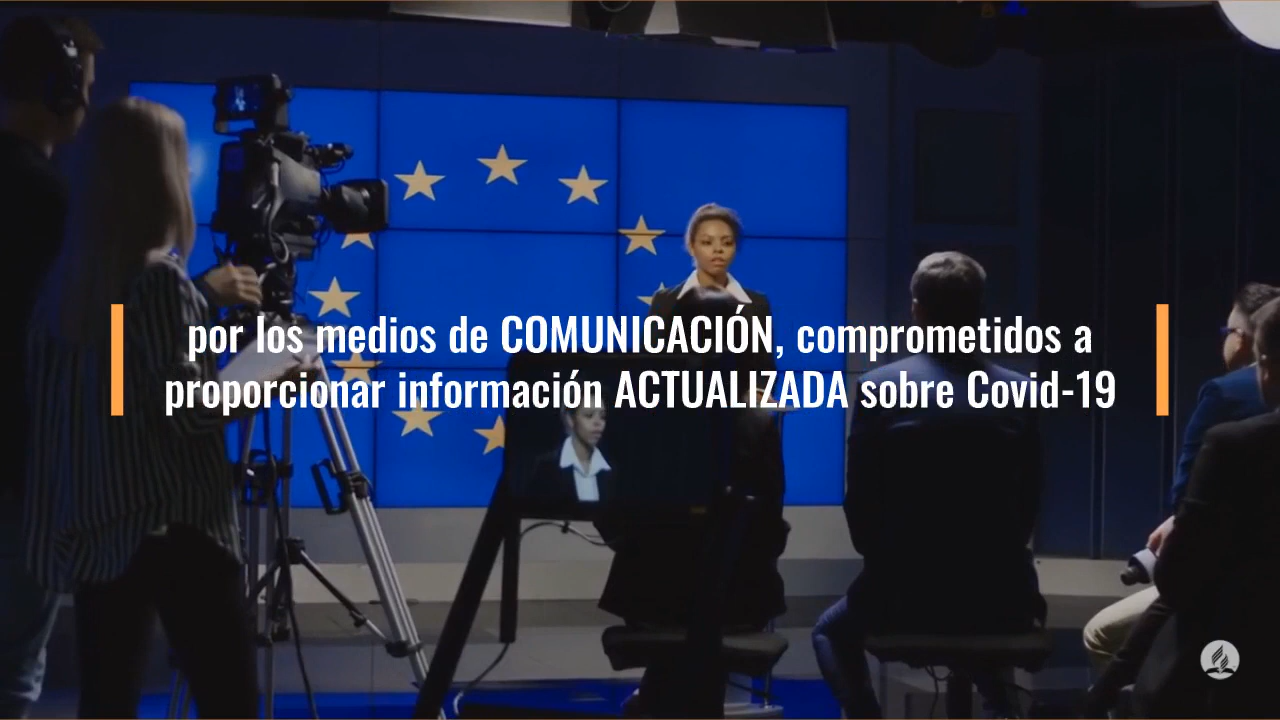 por los medios de COMUNICACIÓN, comprometidos a
proporcionar información ACTUALIZADA sobre Covid-19